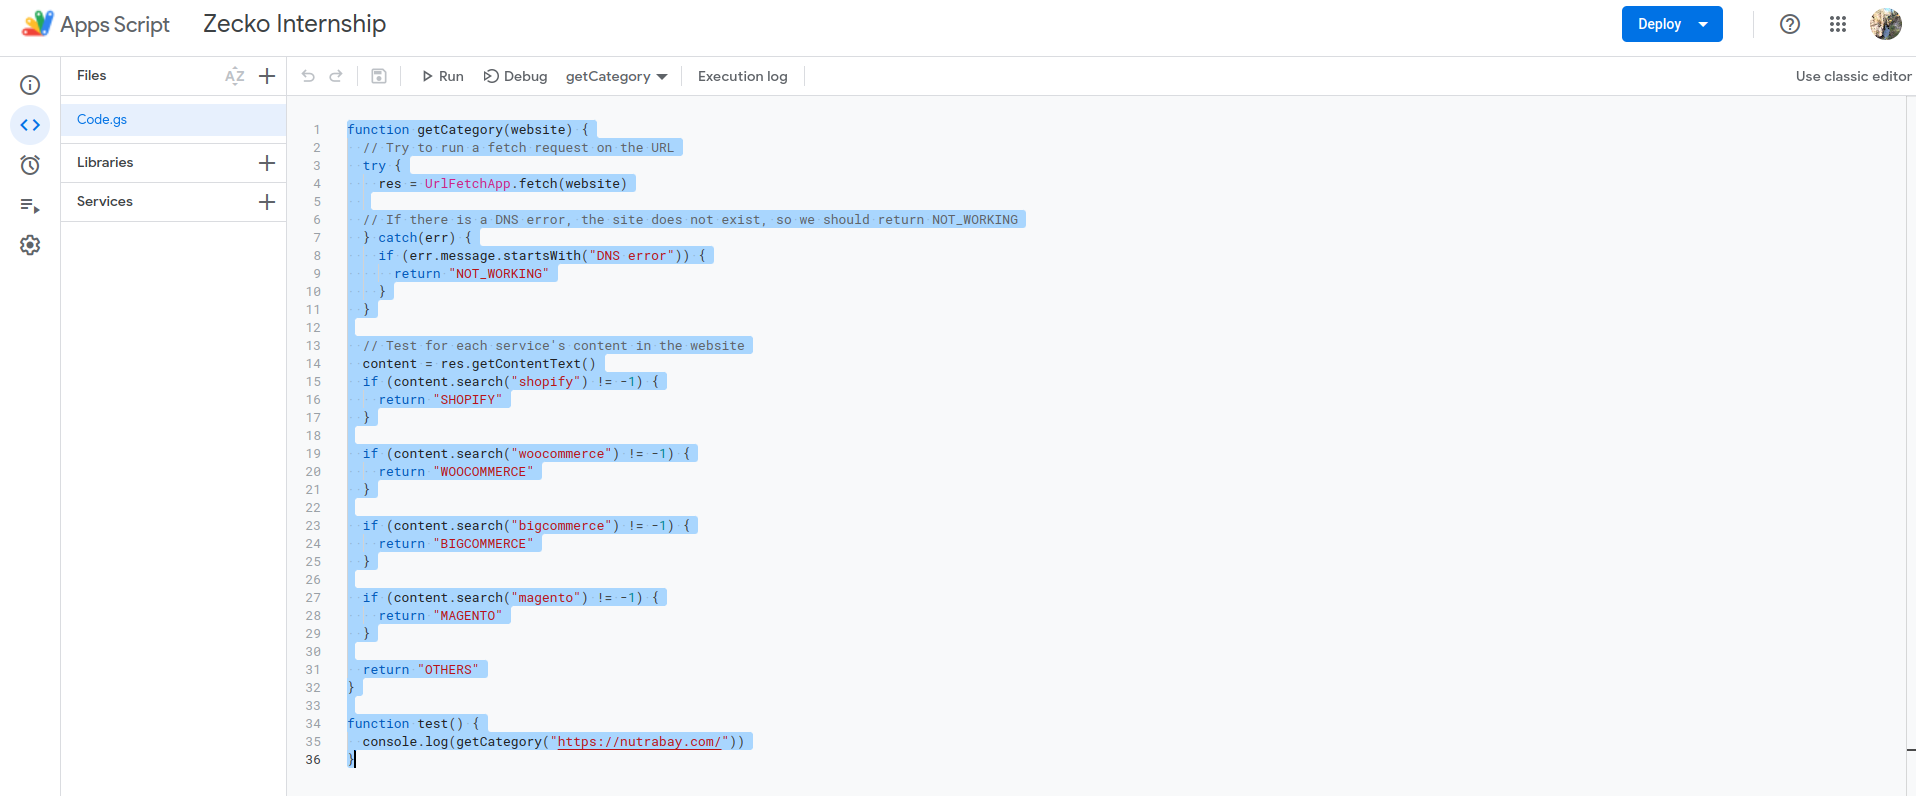 Apps Script Zecko Internship Deploy
Files AZ Run Debug getCategory Execution log Use classic editor
Code.gs
Libraries
Services
1 function getCategory(website) {
2 // Try to run a fetch request on the URL
3 try {
4 res = UrlFetchApp.fetch(website)
5
6 // If there is a DNS error, the site does not exist, so we should return NOT_WORKING
7 } catch(err) {
8 if (err.message.startsWith("DNS error")) {
9 return "NOT_WORKING"
10 }
11 }
12
13 // Test for each service's content in the website
14 content = res.getContentText()
15 if (content.search("shopify") != -1) {
16 return "SHOPIFY"
17 }
18
19 if (content.search("woocommerce") != -1) {
20 return "WOOCOMMERCE"
21 }
22
23 if (content.search("bigcommerce") != -1) {
24 return "BIGCOMMERCE"
25 }
26
27 if (content.search("magento") != -1) {
28 return "MAGENTO"
29 }
30
31 return "OTHERS"
32 }
33
34 function test() {
35 console.log(getCategory("https://nutrabay.com/"))
36 }